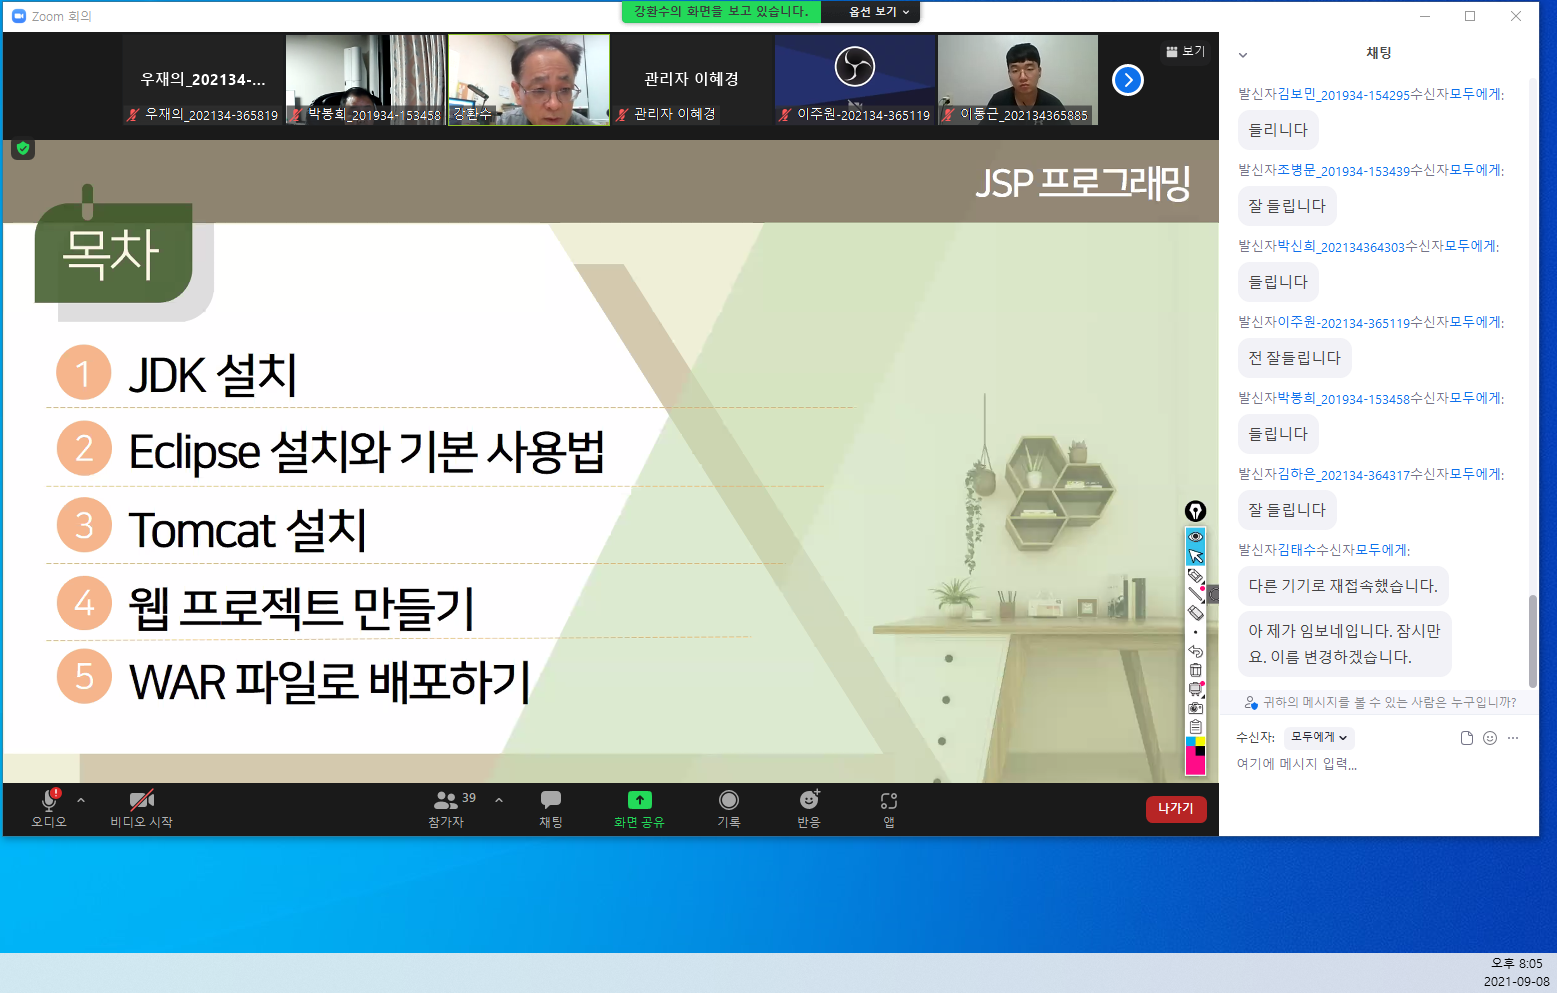 Zoom 회의
강환수의 화면을 보고 있습니다.
옵션 보기
우재의_202134-...
우재의_202134-365819
박봉희_201934-153458
강환수
관리자 이혜경
관리자 이혜경
이주원-202134-365119
이동근_202134365885
보기
JSP 프로그래밍
목차
1 JDK 설치
2 Eclipse 설치와 기본 사용법
3 Tomcat 설치
4 웹 프로젝트 만들기
5 WAR 파일로 배포하기
오디오
비디오 시작
39
참가자
채팅
화면 공유
기록
반응
앱
나가기
채팅
발신자김보민_201934-154295수신자모두에게:
들리니다
발신자조병문_201934-153439수신자모두에게:
잘 들립니다
발신자박신희_202134364303수신자모두에게:
들립니다
발신자이주원-202134-365119수신자모두에게:
전 잘들립니다
발신자박봉희_201934-153458수신자모두에게:
들립니다
발신자김하은_202134-364317수신자모두에게:
잘 들립니다
발신자김태수수신자모두에게:
다른 기기로 재접속했습니다.
아 제가 임보네입니다. 잠시만
요. 이름 변경하겠습니다.
귀하의 메시지를 볼 수 있는 사람은 누구입니까?
수신자: 모두에게
여기에 메시지 입력...
오후 8:05
2021-09-08